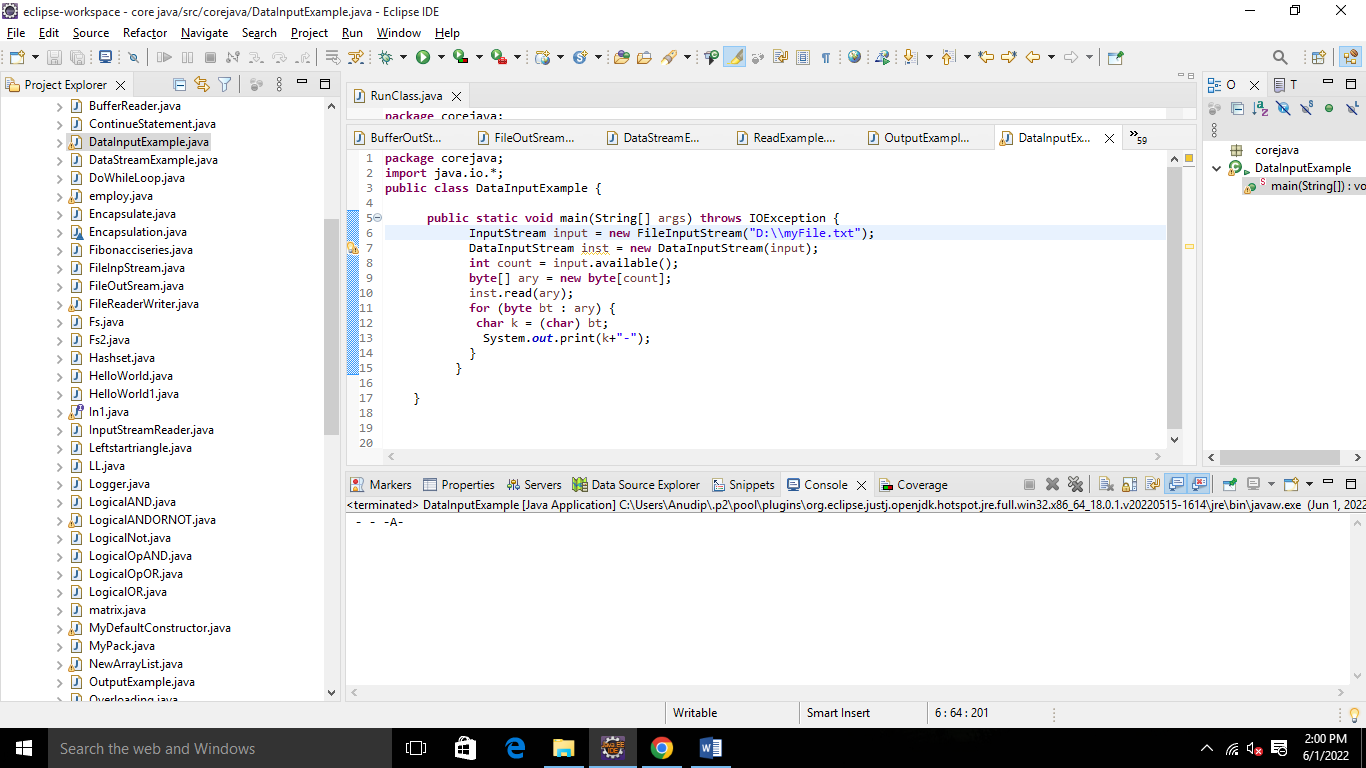 eclipse-workspace - core java/src/corejava/DataInputExample.java - Eclipse IDE
File Edit Source Refactor Navigate Search Project Run Window Help
Project Explorer
BufferReader.java
ContinueStatement.java
DataInputExample.java
DataStreamExample.java
DoWhileLoop.java
employ.java
Encapsulate.java
Encapsulation.java
Fibonacciseries.java
FileInpStream.java
FileOutSream.java
FileReaderWriter.java
Fs.java
Fs2.java
Hashset.java
HelloWorld.java
HelloWorld1.java
In1.java
InputStreamReader.java
Leftstartriangle.java
LL.java
Logger.java
LogicalAND.java
LogicalANDORNOT.java
LogicalNot.java
LogicalOpAND.java
LogicalOpOR.java
LogicalOR.java
matrix.java
MyDefaultConstructor.java
MyPack.java
NewArrayList.java
OutputExample.java
Overloading.java
RunClass.java
package corejava;
BufferOutSt... FileOutSream.... DataStreamE... ReadExample.... OutputExampl... DataInputEx... »59
1 package corejava;
2 import java.io.*;
3 public class DataInputExample {
4
5 public static void main(String[] args) throws IOException {
6 InputStream input = new FileInputStream("D:\\myFile.txt");
7 DataInputStream inst = new DataInputStream(input);
8 int count = input.available();
9 byte[] ary = new byte[count];
10 inst.read(ary);
11 for (byte bt : ary) {
12 char k = (char) bt;
13 System.out.print(k+"-");
14 }
15 }
16
17 }
18
19
20
O T
corejava
DataInputExample
main(String[]) : vo
Markers Properties Servers Data Source Explorer Snippets Console Coverage
<terminated> DataInputExample [Java Application] C:\Users\Anudip\.p2\pool\plugins\org.eclipse.justj.openjdk.hotspot.jre.full.win32.x86_64_18.0.1.v20220515-1614\jre\bin\javaw.exe (Jun 1, 2022
- - -A-
Writable Smart Insert 6 : 64 : 201
Search the web and Windows
2:00 PM
6/1/2022